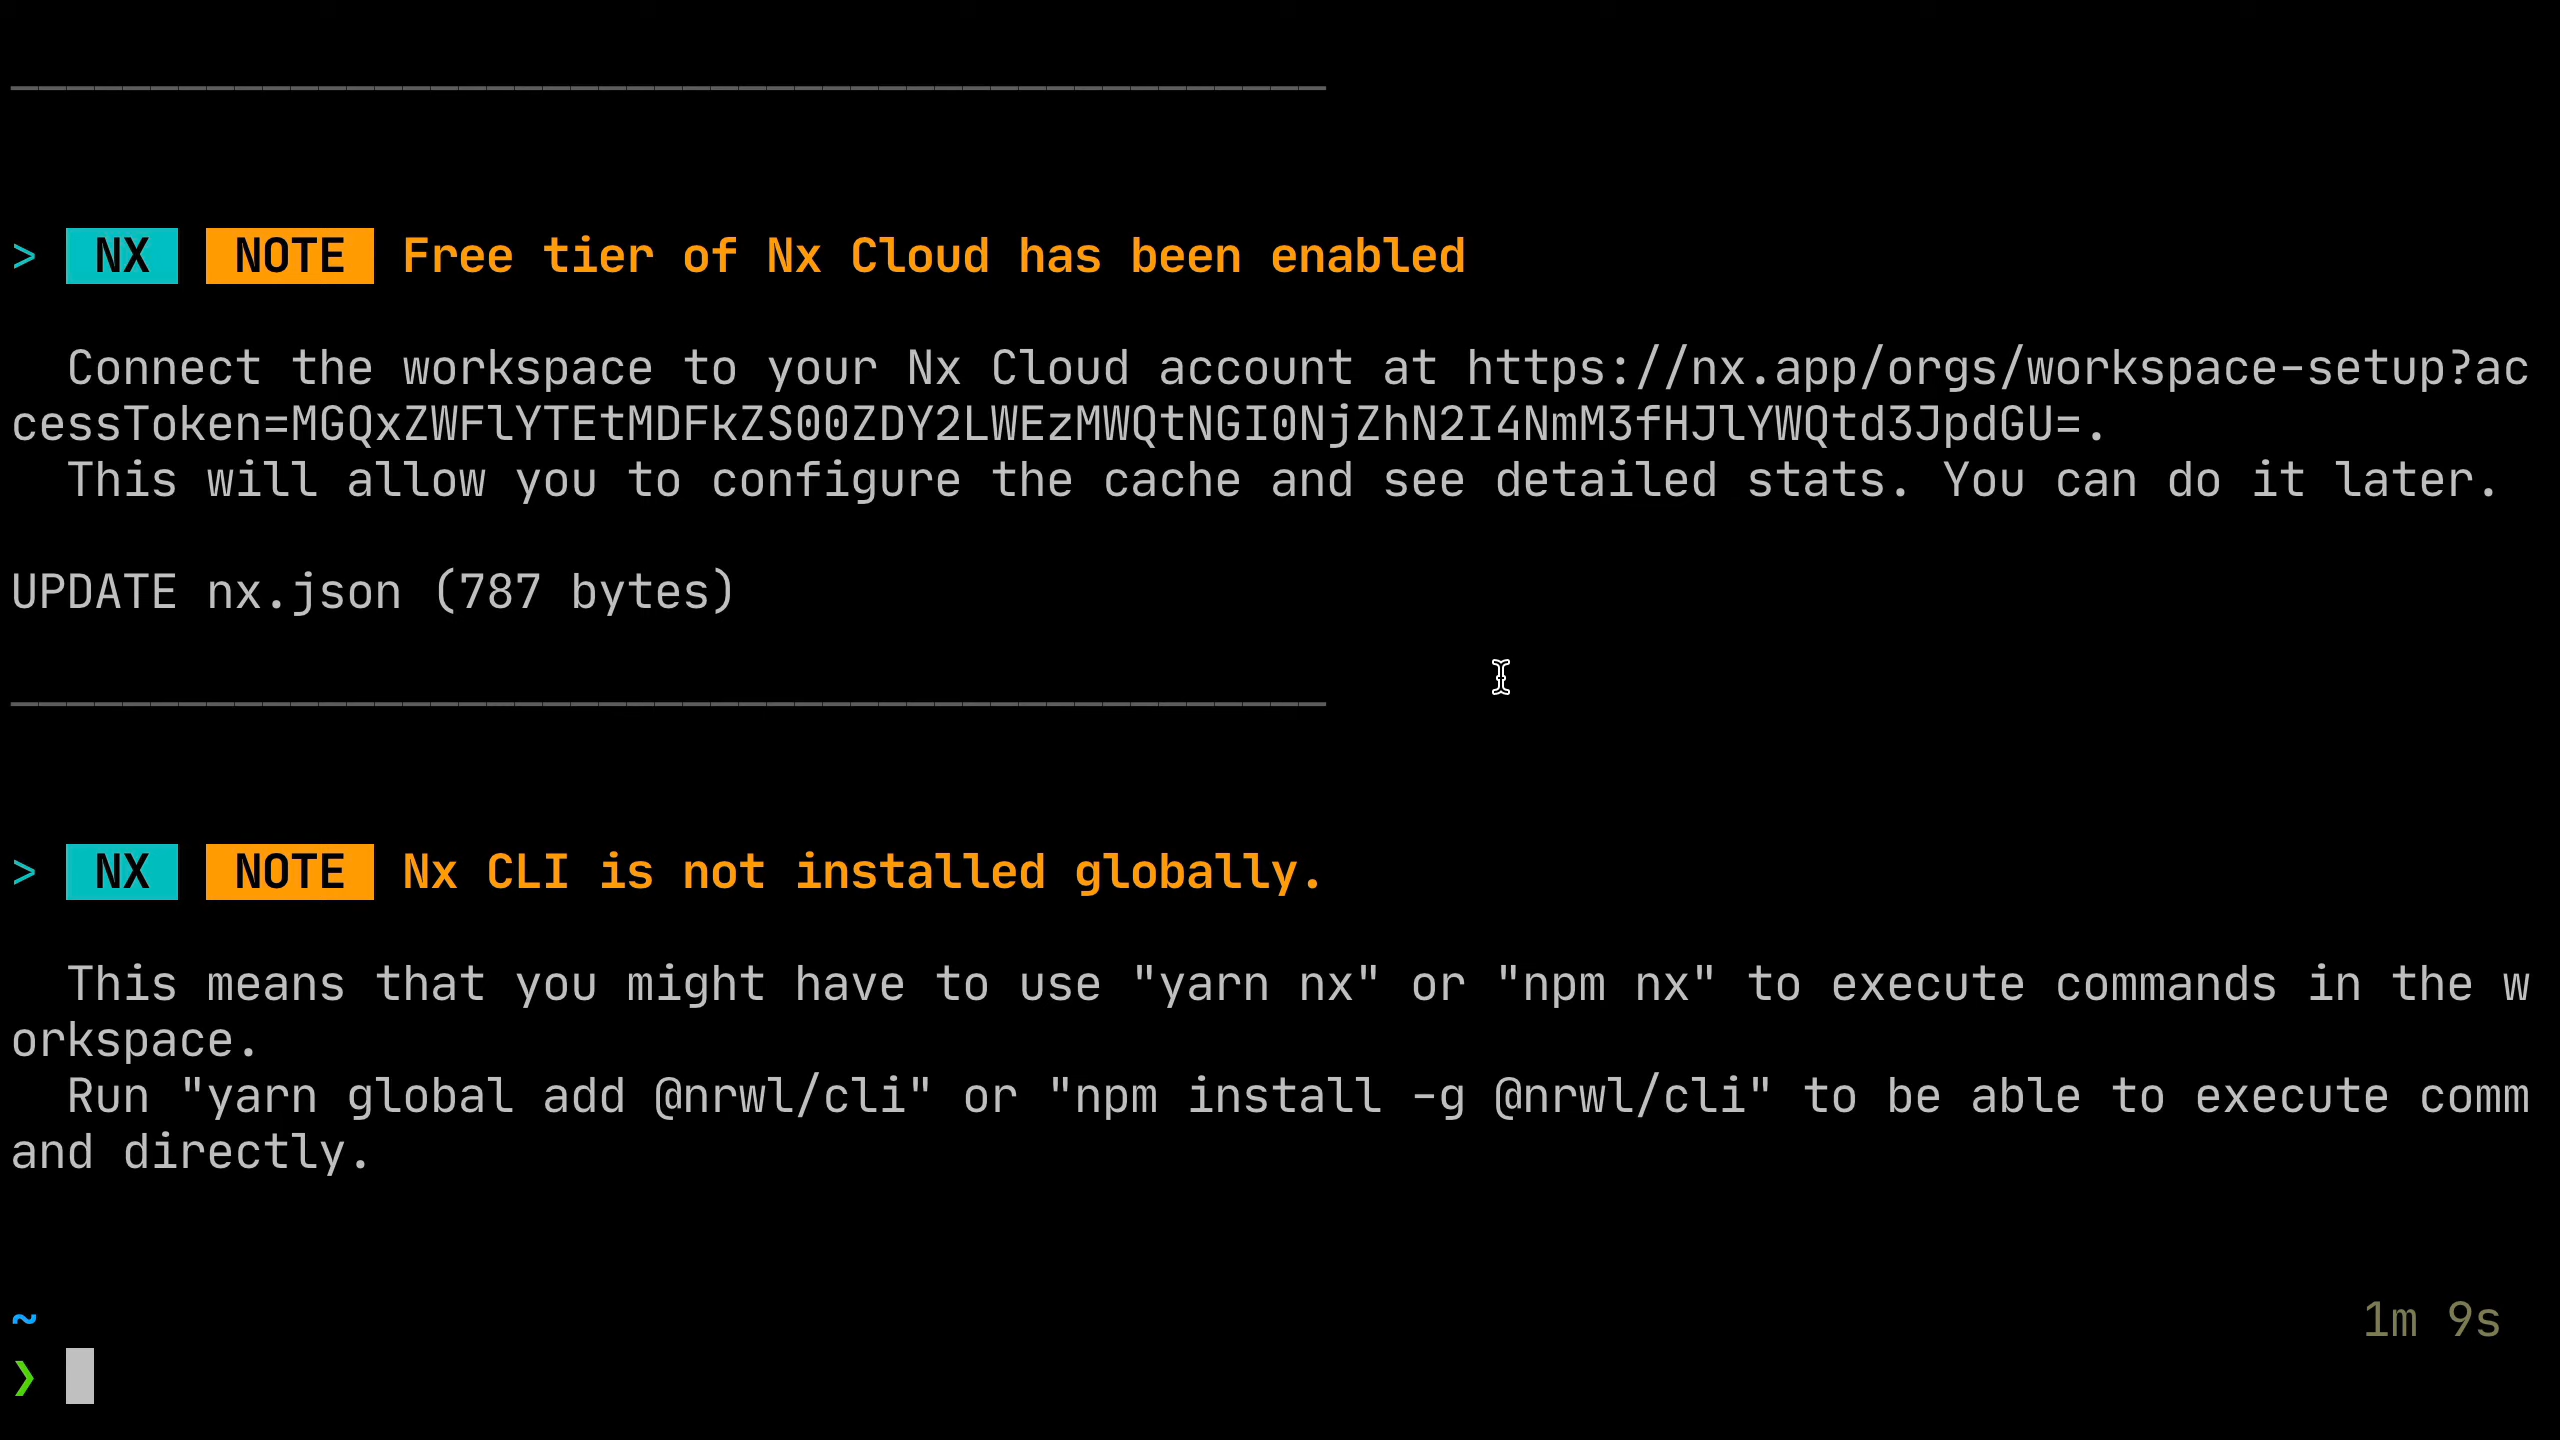 > NX NOTE Free tier of Nx Cloud has been enabled
Connect the workspace to your Nx Cloud account at https://nx.app/orgs/workspace-setup?ac
cessToken=MGQxZWFlYTEtMDFkZS00ZDY2LWEzMWQtNGI0NjZhN2I4NmM3fHJlYWQtd3JpdGU=.
This will allow you to configure the cache and see detailed stats. You can do it later.
UPDATE nx.json (787 bytes)
> NX NOTE Nx CLI is not installed globally.
This means that you might have to use "yarn nx" or "npm nx" to execute commands in the w
orkspace.
Run "yarn global add @nrwl/cli" or "npm install -g @nrwl/cli" to be able to execute comm
and directly.
~ 1m 9s
❯